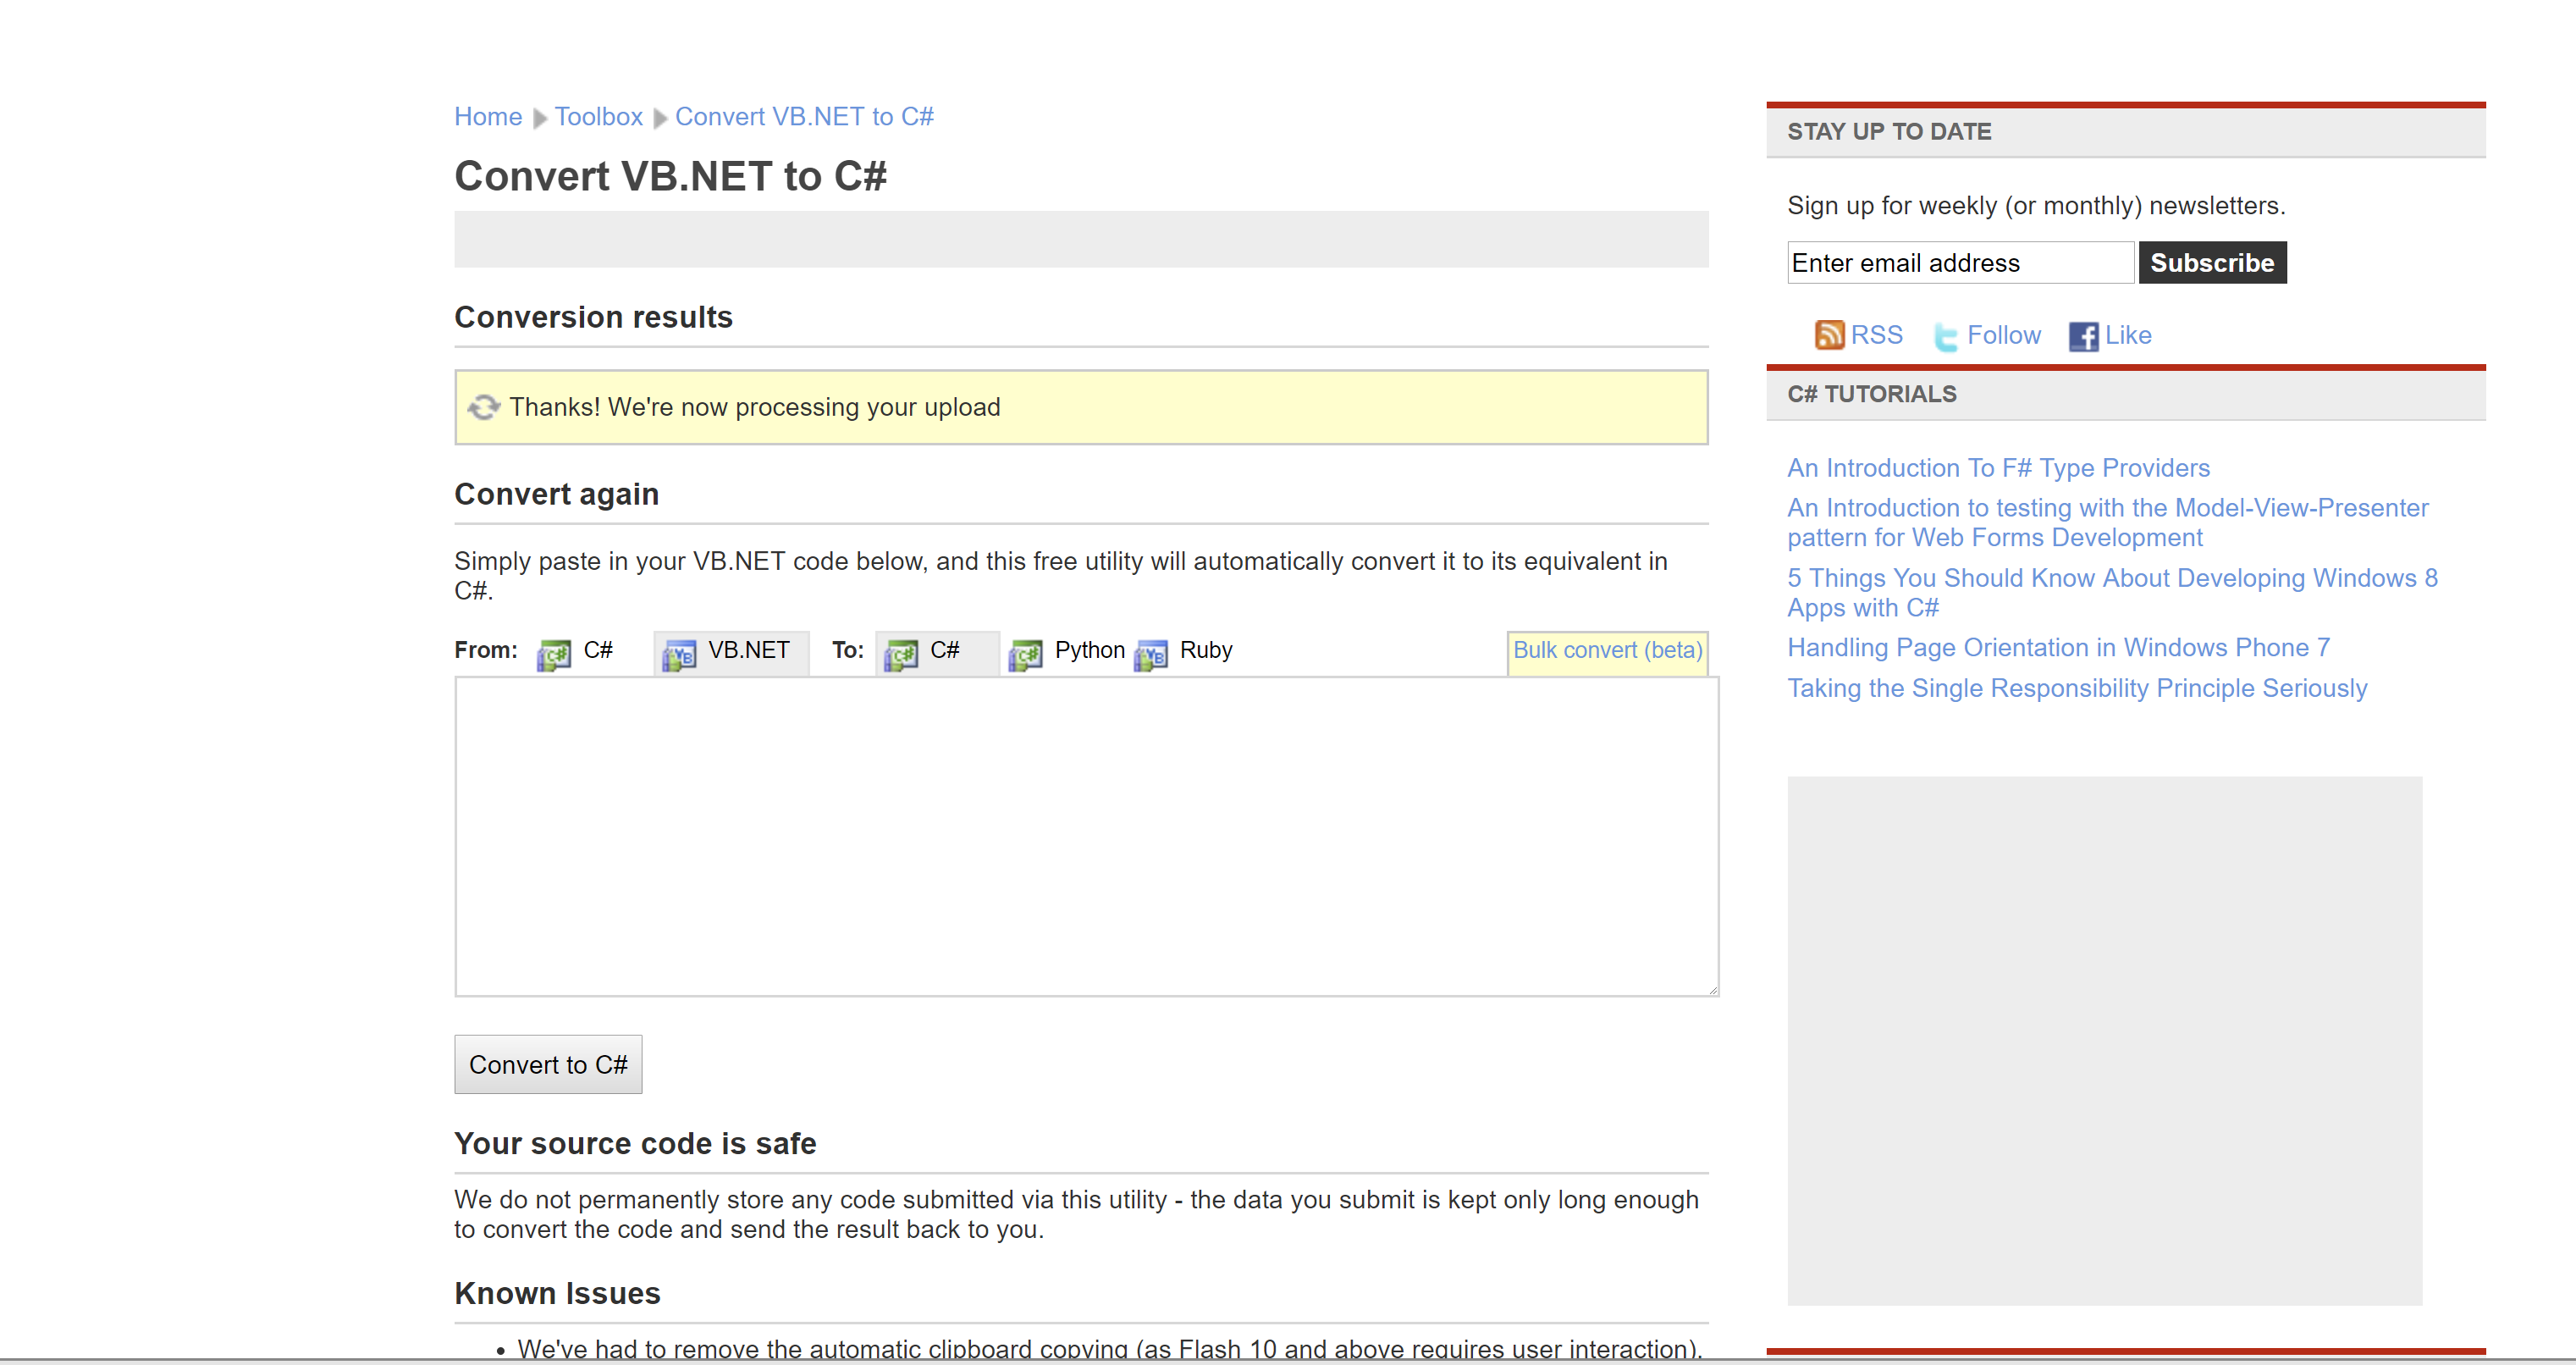 Home Toolbox Convert VB.NET to C#
Convert VB.NET to C#
Conversion results
Thanks! We're now processing your upload
Convert again
Simply paste in your VB.NET code below, and this free utility will automatically convert it to its equivalent in
C#.
From: C# VB.NET To: C# Python Ruby Bulk convert (beta)
Convert to C#
Your source code is safe
We do not permanently store any code submitted via this utility - the data you submit is kept only long enough
to convert the code and send the result back to you.
Known Issues
• We've had to remove the automatic clipboard copying (as Flash 10 and above requires user interaction).
STAY UP TO DATE
Sign up for weekly (or monthly) newsletters.
Enter email address Subscribe
RSS Follow Like
C# TUTORIALS
An Introduction To F# Type Providers
An Introduction to testing with the Model-View-Presenter
pattern for Web Forms Development
5 Things You Should Know About Developing Windows 8
Apps with C#
Handling Page Orientation in Windows Phone 7
Taking the Single Responsibility Principle Seriously